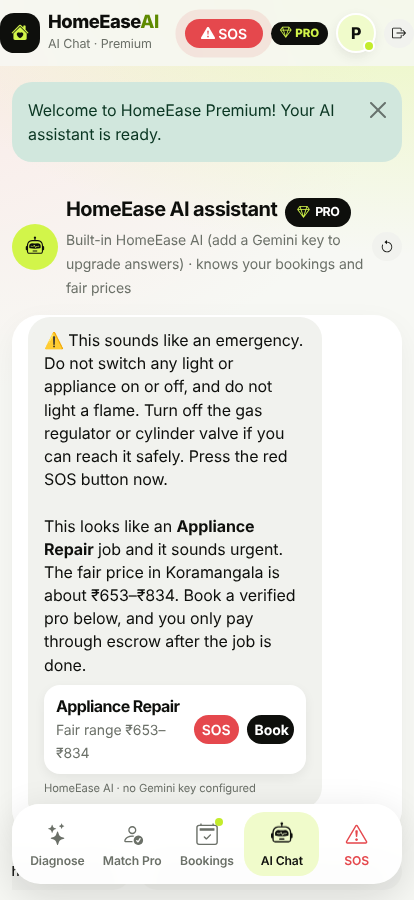 HomeEaseAI
AI Chat · Premium
SOS
PRO
P
Welcome to HomeEase Premium! Your AI
assistant is ready.
HomeEase AI assistant
PRO
Built-in HomeEase AI (add a Gemini key to
upgrade answers) · knows your bookings and
fair prices
⚠️ This sounds like an emergency.
Do not switch any light or
appliance on or off, and do not
light a flame. Turn off the gas
regulator or cylinder valve if you
can reach it safely. Press the red
SOS button now.
This looks like an Appliance
Repair job and it sounds urgent.
The fair price in Koramangala is
about ₹653–₹834. Book a verified
pro below, and you only pay
through escrow after the job is
done.
Appliance Repair
Fair range ₹653–
₹834
SOS
Book
HomeEase AI · no Gemini key configured
Diagnose
Match Pro
Bookings
AI Chat
SOS